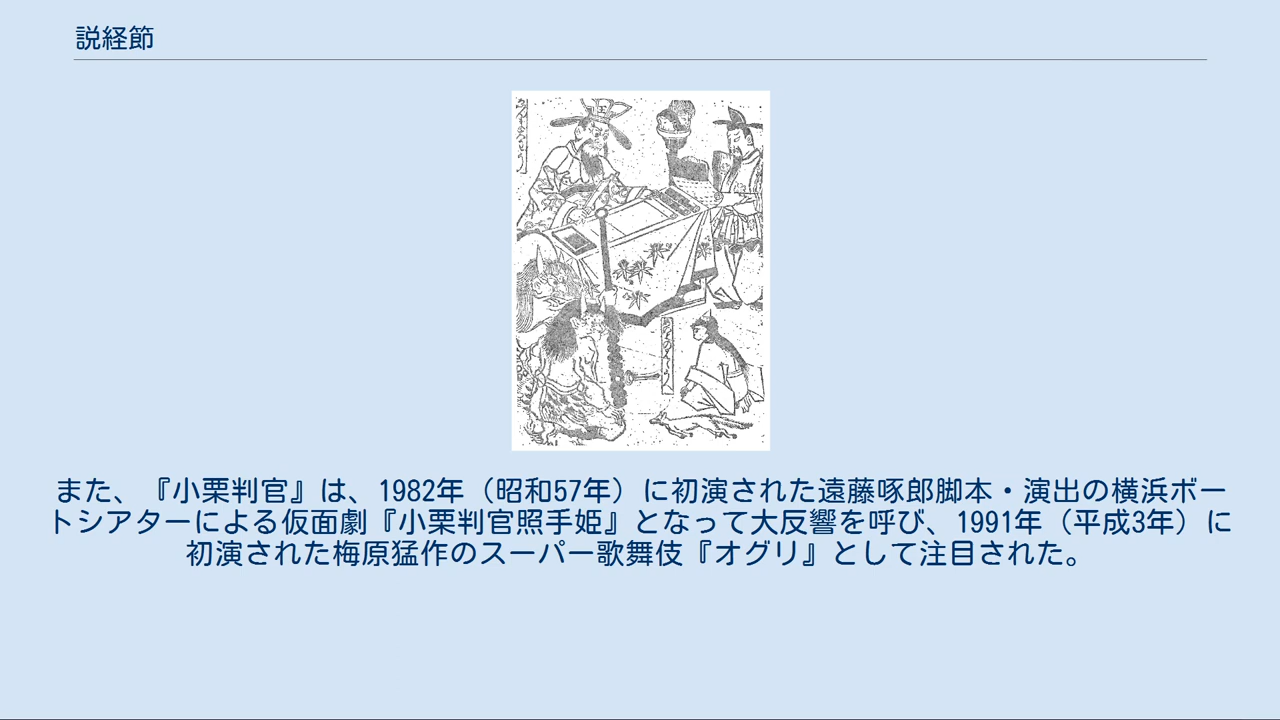 説経節
また、『小栗判官』は、1982年（昭和57年）に初演された遠藤啄郎脚本・演出の横浜ボー
トシアターによる仮面劇『小栗判官照手姫』となって大反響を呼び、1991年（平成3年）に
初演された梅原猛作のスーパー歌舞伎『オグリ』として注目された。